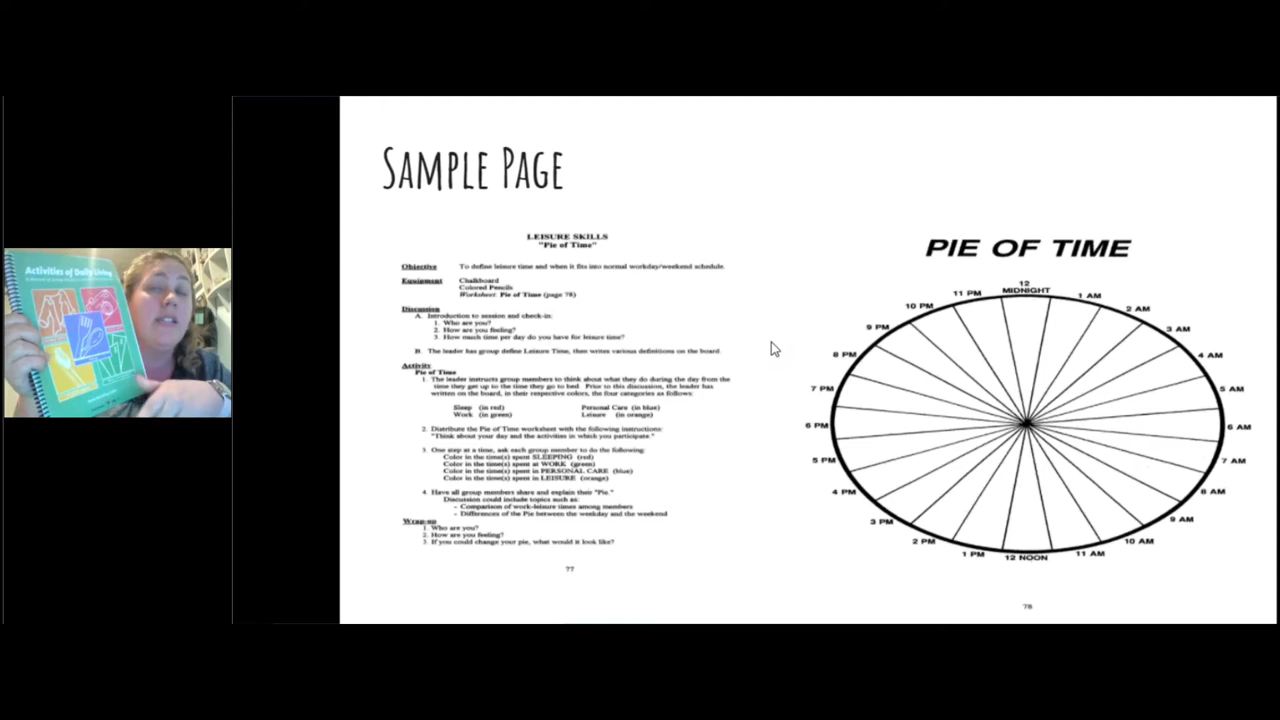 Activities of Daily Living
SAMPLE PAGE
LEISURE SKILLS
"Pie of Time"
Objective To define leisure time and when it fits into normal workday/weekend schedule.
Equipment Chalkboard
Colored Pencils
Worksheet: Pie of Time (page 78)
Discussion
A. Introduction to session and check-in:
1. Who are you?
2. How are you feeling?
3. How much time per day do you have for leisure time?
B. The leader has group define Leisure Time, then writes various definitions on the board.
Activity
Pie of Time
1. The leader instructs group members to think about what they do during the day from the
time they get up to the time they go to bed. Prior to this discussion, the leader has
written on the board, in their respective colors, the four categories as follows:
Sleep (in red) Personal Care (in blue)
Work (in green) Leisure (in orange)
2. Distribute the Pie of Time worksheet with the following instructions:
"Think about your day and the activities in which you participate."
3. One step at a time, ask each group member to do the following:
Color in the time(s) spent SLEEPING (red)
Color in the time(s) spent at WORK (green)
Color in the time(s) spent in PERSONAL CARE (blue)
Color in the time(s) spent in LEISURE (orange)
4. Have all group members share and explain their "Pie."
Discussion could include topics such as:
- Comparison of work-leisure times among members
- Differences of the Pie between the weekday and the weekend
Wrap-up
1. Who are you?
2. How are you feeling?
3. If you could change your pie, what would it look like?
77
PIE OF TIME
12
MIDNIGHT
1 AM
2 AM
3 AM
4 AM
5 AM
6 AM
7 AM
8 AM
9 AM
10 AM
11 AM
12 NOON
1 PM
2 PM
3 PM
4 PM
5 PM
6 PM
7 PM
8 PM
9 PM
10 PM
11 PM
78